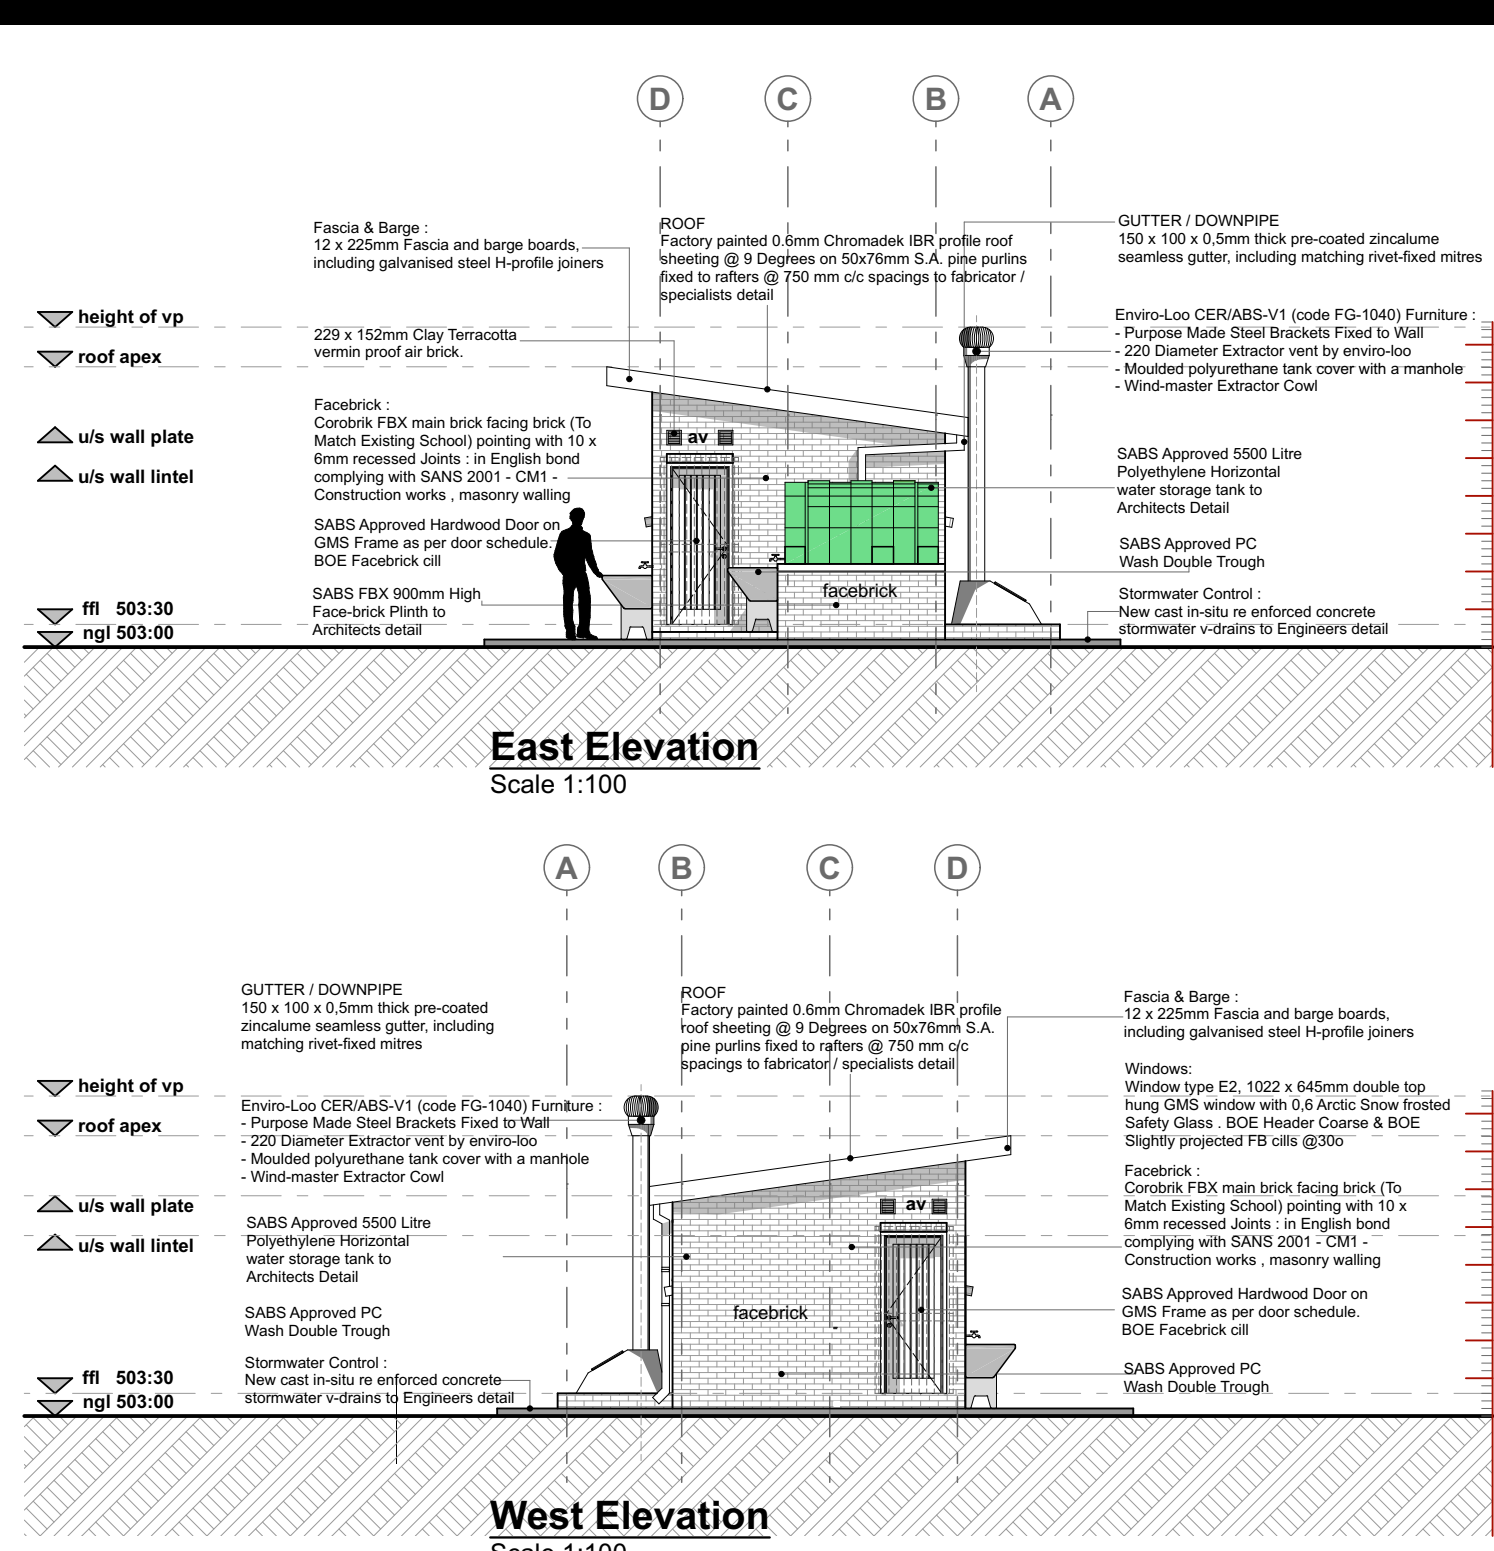 D C B A
Fascia & Barge :
12 x 225mm Fascia and barge boards,
including galvanised steel H-profile joiners
ROOF
Factory painted 0.6mm Chromadek IBR profile roof
sheeting @ 9 Degrees on 50x76mm S.A. pine purlins
fixed to rafters @ 750 mm c/c spacings to fabricator /
specialists detail
GUTTER / DOWNPIPE
150 x 100 x 0,5mm thick pre-coated zincalume
seamless gutter, including matching rivet-fixed mitres
height of vp
roof apex
u/s wall plate
u/s wall lintel
ffl 503:30
ngl 503:00
229 x 152mm Clay Terracotta
vermin proof air brick.
Facebrick :
Corobrik FBX main brick facing brick (To
Match Existing School) pointing with 10 x
6mm recessed Joints : in English bond
complying with SANS 2001 - CM1 -
Construction works , masonry walling
SABS Approved Hardwood Door on
GMS Frame as per door schedule.
BOE Facebrick cill
SABS FBX 900mm High
Face-brick Plinth to
Architects detail
av
facebrick
Enviro-Loo CER/ABS-V1 (code FG-1040) Furniture :
- Purpose Made Steel Brackets Fixed to Wall
- 220 Diameter Extractor vent by enviro-loo
- Moulded polyurethane tank cover with a manhole
- Wind-master Extractor Cowl
SABS Approved 5500 Litre
Polyethylene Horizontal
water storage tank to
Architects Detail
SABS Approved PC
Wash Double Trough
Stormwater Control :
New cast in-situ re enforced concrete
stormwater v-drains to Engineers detail
East Elevation
Scale 1:100
A B C D
GUTTER / DOWNPIPE
150 x 100 x 0,5mm thick pre-coated
zincalume seamless gutter, including
matching rivet-fixed mitres
ROOF
Factory painted 0.6mm Chromadek IBR profile
roof sheeting @ 9 Degrees on 50x76mm S.A.
pine purlins fixed to rafters @ 750 mm c/c
spacings to fabricator / specialists detail
Fascia & Barge :
12 x 225mm Fascia and barge boards,
including galvanised steel H-profile joiners
height of vp
roof apex
u/s wall plate
u/s wall lintel
ffl 503:30
ngl 503:00
Enviro-Loo CER/ABS-V1 (code FG-1040) Furniture :
- Purpose Made Steel Brackets Fixed to Wall
- 220 Diameter Extractor vent by enviro-loo
- Moulded polyurethane tank cover with a manhole
- Wind-master Extractor Cowl
SABS Approved 5500 Litre
Polyethylene Horizontal
water storage tank to
Architects Detail
SABS Approved PC
Wash Double Trough
Stormwater Control :
New cast in-situ re enforced concrete
stormwater v-drains to Engineers detail
av
facebrick
Windows:
Window type E2, 1022 x 645mm double top
hung GMS window with 0,6 Arctic Snow frosted
Safety Glass . BOE Header Coarse & BOE
Slightly projected FB cills @30o
Facebrick :
Corobrik FBX main brick facing brick (To
Match Existing School) pointing with 10 x
6mm recessed Joints : in English bond
complying with SANS 2001 - CM1 -
Construction works , masonry walling
SABS Approved Hardwood Door on
GMS Frame as per door schedule.
BOE Facebrick cill
SABS Approved PC
Wash Double Trough
West Elevation
Scale 1:100